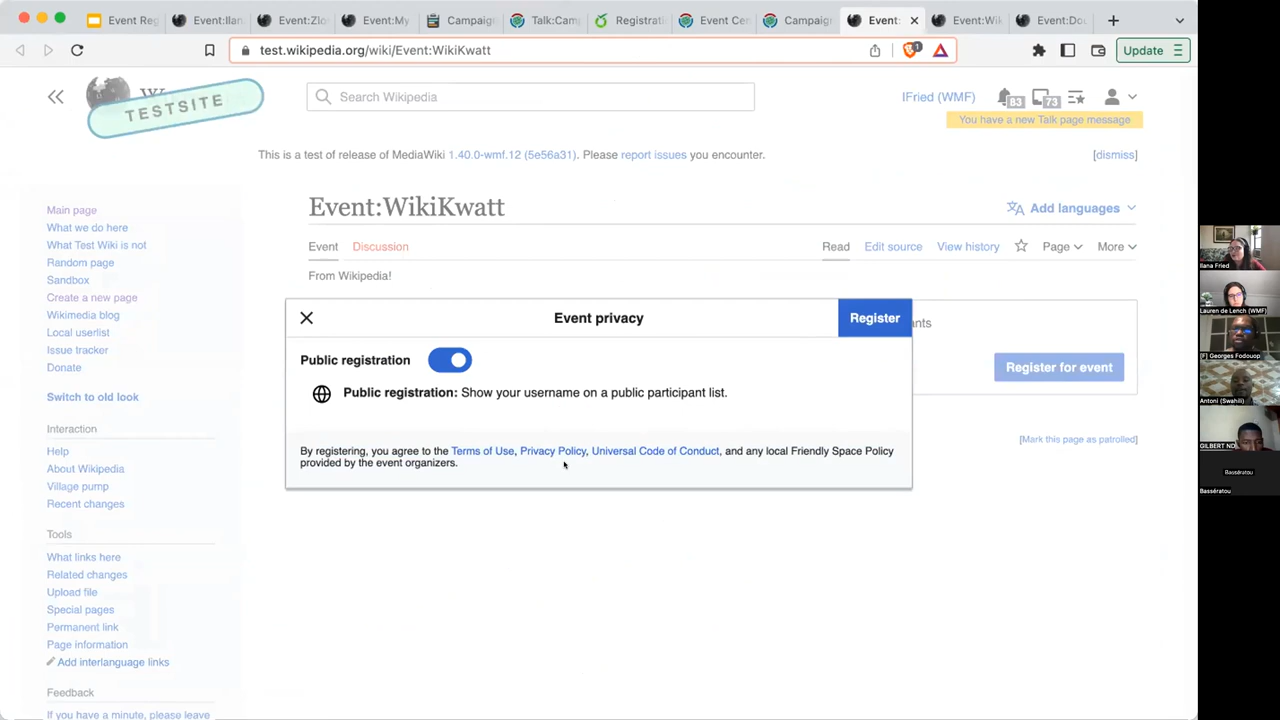 Event Reg
Event:Ilan
Event:Zlo
Event:My
Campaign
Talk:Cam
Registrati
Event Cen
Campaign
Event:
Event:Wik
Event:Dou
test.wikipedia.org/wiki/Event:WikiKwatt
1
Update
W
TESTSITE
Search Wikipedia
IFried (WMF)
83
73
You have a new Talk page message
This is a test of release of MediaWiki 1.40.0-wmf.12 (5e56a31). Please report issues you encounter.
[dismiss]
Main page
What we do here
What Test Wiki is not
Random page
Sandbox
Create a new page
Wikimedia blog
Local userlist
Issue tracker
Donate
Switch to old look
Interaction
Help
About Wikipedia
Village pump
Recent changes
Tools
What links here
Related changes
Upload file
Special pages
Permanent link
Page information
Add interlanguage links
Feedback
If you have a minute, please leave
Event:WikiKwatt
Add languages
Event
Discussion
Read
Edit source
View history
Page
More
From Wikipedia!
Event privacy
Register
ants
Public registration
Public registration: Show your username on a public participant list.
Register for event
By registering, you agree to the Terms of Use, Privacy Policy, Universal Code of Conduct, and any local Friendly Space Policy
provided by the event organizers.
[Mark this page as patrolled]
Ilana Fried
Lauren de Lench (WMF)
[F] Georges Fodouop
Antoni (Swahili)
GILBERT ND
Bassératou
Bassératou